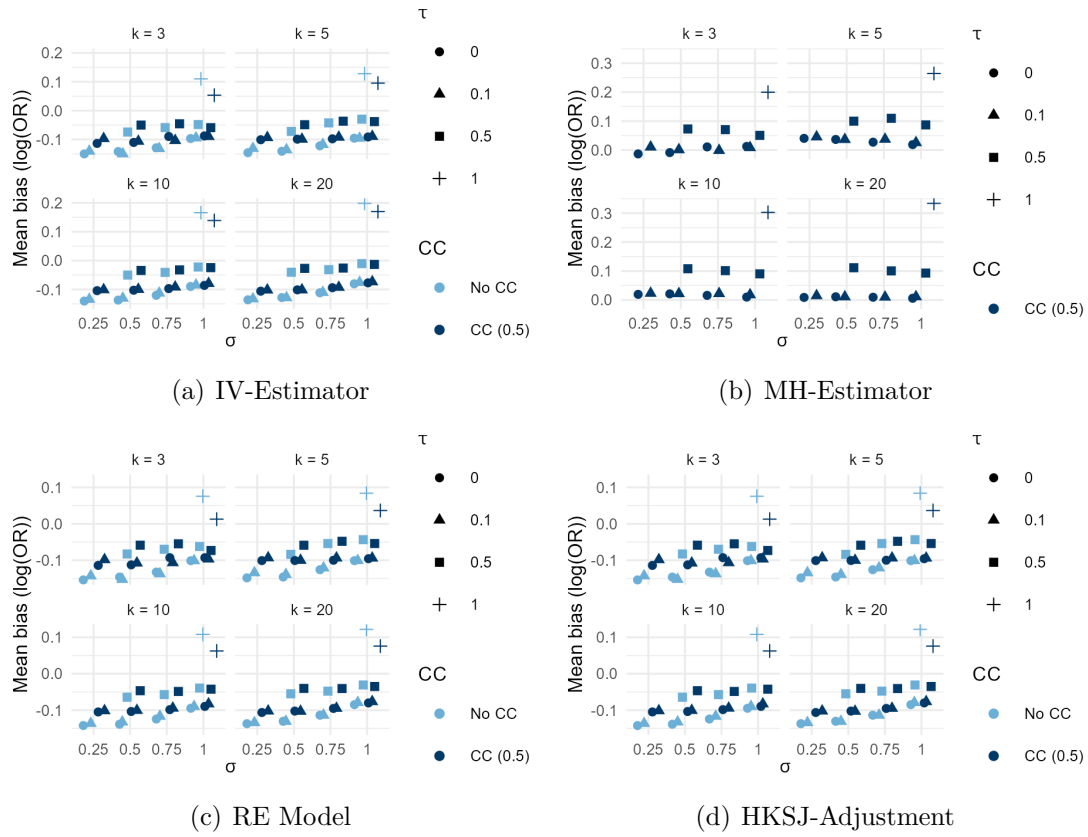 k = 3
k = 5
0.2
0.1
0.0
-0.1
k = 10
k = 20
0.2
0.1
0.0
-0.1
0.25 0.5 0.75 1
0.25 0.5 0.75 1
Mean bias (log(OR))
σ
τ
0
0.1
0.5
1
CC
No CC
CC (0.5)
(a) IV-Estimator
k = 3
k = 5
0.3
0.2
0.1
0.0
k = 10
k = 20
0.3
0.2
0.1
0.0
0.25 0.5 0.75 1
0.25 0.5 0.75 1
Mean bias (log(OR))
σ
τ
0
0.1
0.5
1
CC
CC (0.5)
(b) MH-Estimator
k = 3
k = 5
0.1
0.0
-0.1
k = 10
k = 20
0.1
0.0
-0.1
0.25 0.5 0.75 1
0.25 0.5 0.75 1
Mean bias (log(OR))
σ
τ
0
0.1
0.5
1
CC
No CC
CC (0.5)
(c) RE Model
k = 3
k = 5
0.1
0.0
-0.1
k = 10
k = 20
0.1
0.0
-0.1
0.25 0.5 0.75 1
0.25 0.5 0.75 1
Mean bias (log(OR))
σ
τ
0
0.1
0.5
1
CC
No CC
CC (0.5)
(d) HKSJ-Adjustment